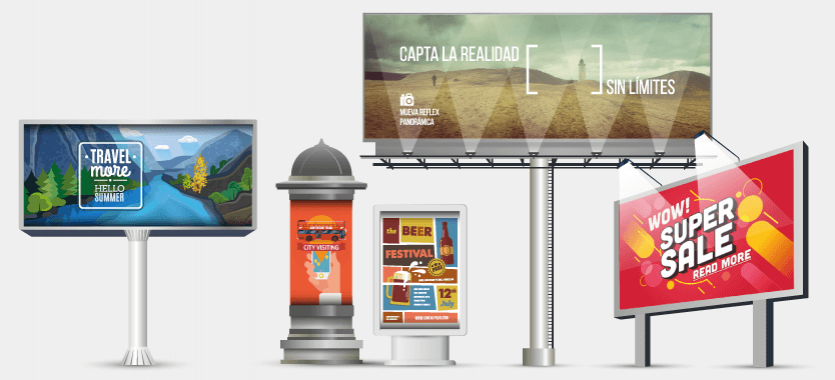 TRAVEL
more
HELLO
SUMMER
CITY VISITING
the BEER
FESTIVAL
12th
July
CAPTA LA REALIDAD
SIN LÍMITES
NUEVA REFLEX
PANORÁMICA
WOW!
SUPER
SALE
READ MORE